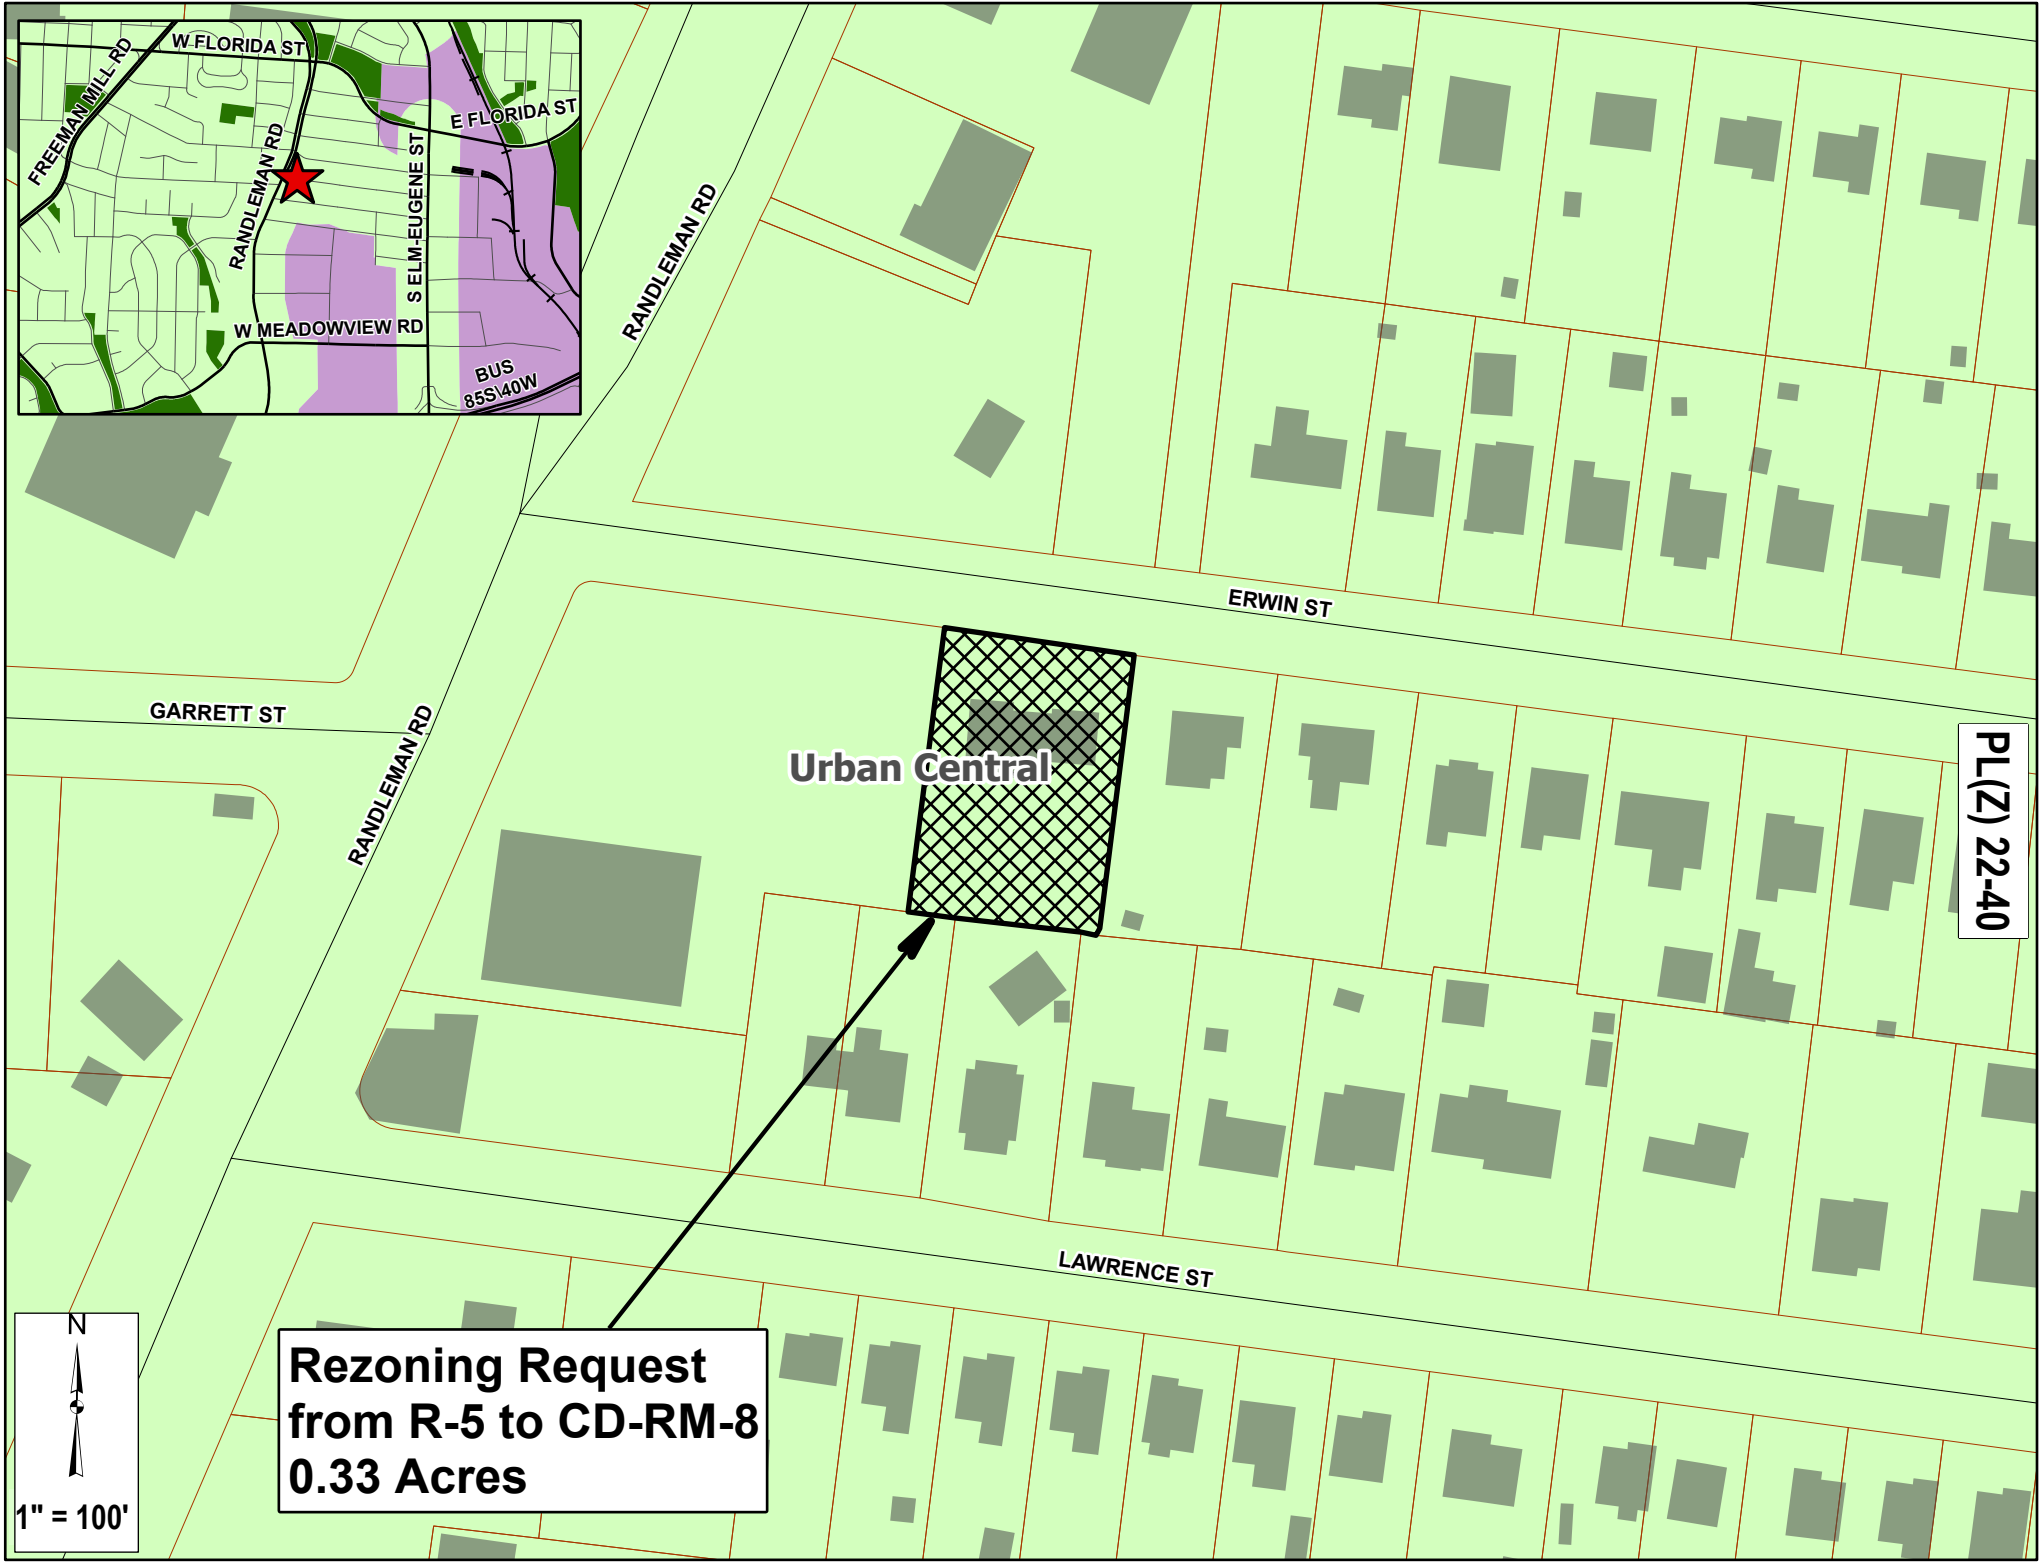 W FLORIDA ST
FREEMAN MILL RD
RANDLEMAN RD
E FLORIDA ST
S ELM-EUGENE ST
W MEADOWVIEW RD
BUS
85S\40W
RANDLEMAN RD
ERWIN ST
GARRETT ST
RANDLEMAN RD
Urban Central
PL(Z) 22-40
LAWRENCE ST
N
1" = 100'
Rezoning Request
from R-5 to CD-RM-8
0.33 Acres